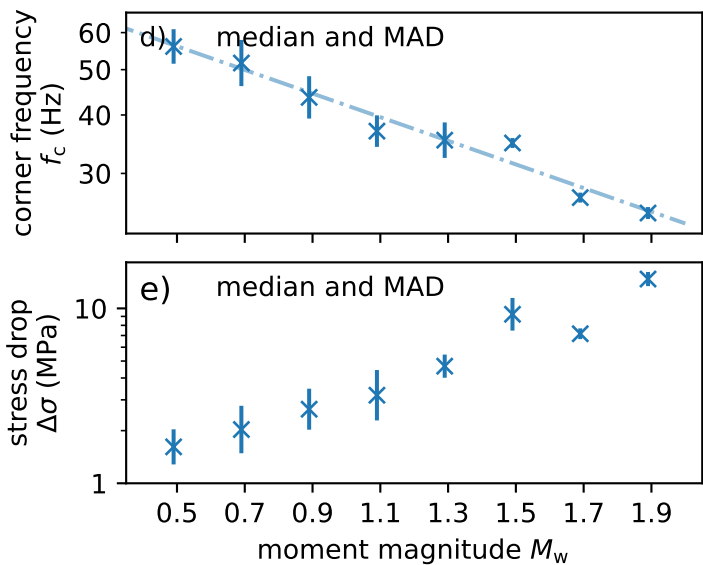 d) median and MAD
60
50
40
30
corner frequency
f_c (Hz)
e) median and MAD
10
1
stress drop
Δσ (MPa)
0.5 0.7 0.9 1.1 1.3 1.5 1.7 1.9
moment magnitude M_w